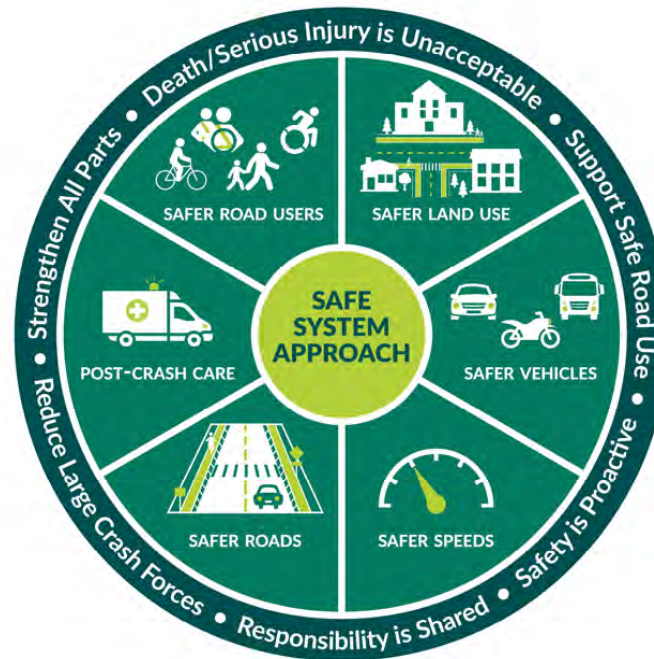 Death/Serious Injury is Unacceptable
Support Safe Road Use
Safety is Proactive
Responsibility is Shared
Reduce Large Crash Forces
Strengthen All Parts
SAFER ROAD USERS
SAFER LAND USE
SAFE
SYSTEM
APPROACH
POST-CRASH CARE
SAFER VEHICLES
SAFER ROADS
SAFER SPEEDS